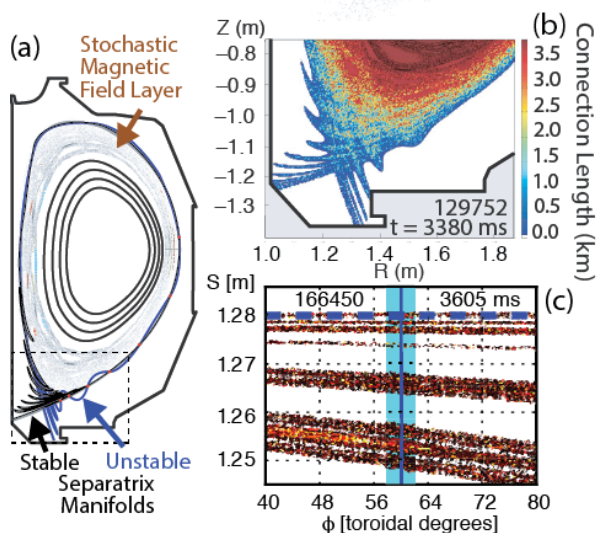 (a)
Stochastic
Magnetic
Field Layer
Stable
Unstable
Separatrix
Manifolds
(b)
Z (m)
−0.8
−0.9
−1.0
−1.1
−1.2
−1.3
1.0
1.2
1.4
1.6
1.8
R (m)
129752
t = 3380 ms
3.5
3.0
2.5
2.0
1.5
1.0
0.5
0.0
Connection Length (km)
(c)
S [m]
166450
3605 ms
1.28
1.27
1.26
1.25
40
48
56
64
72
80
ϕ [toroidal degrees]